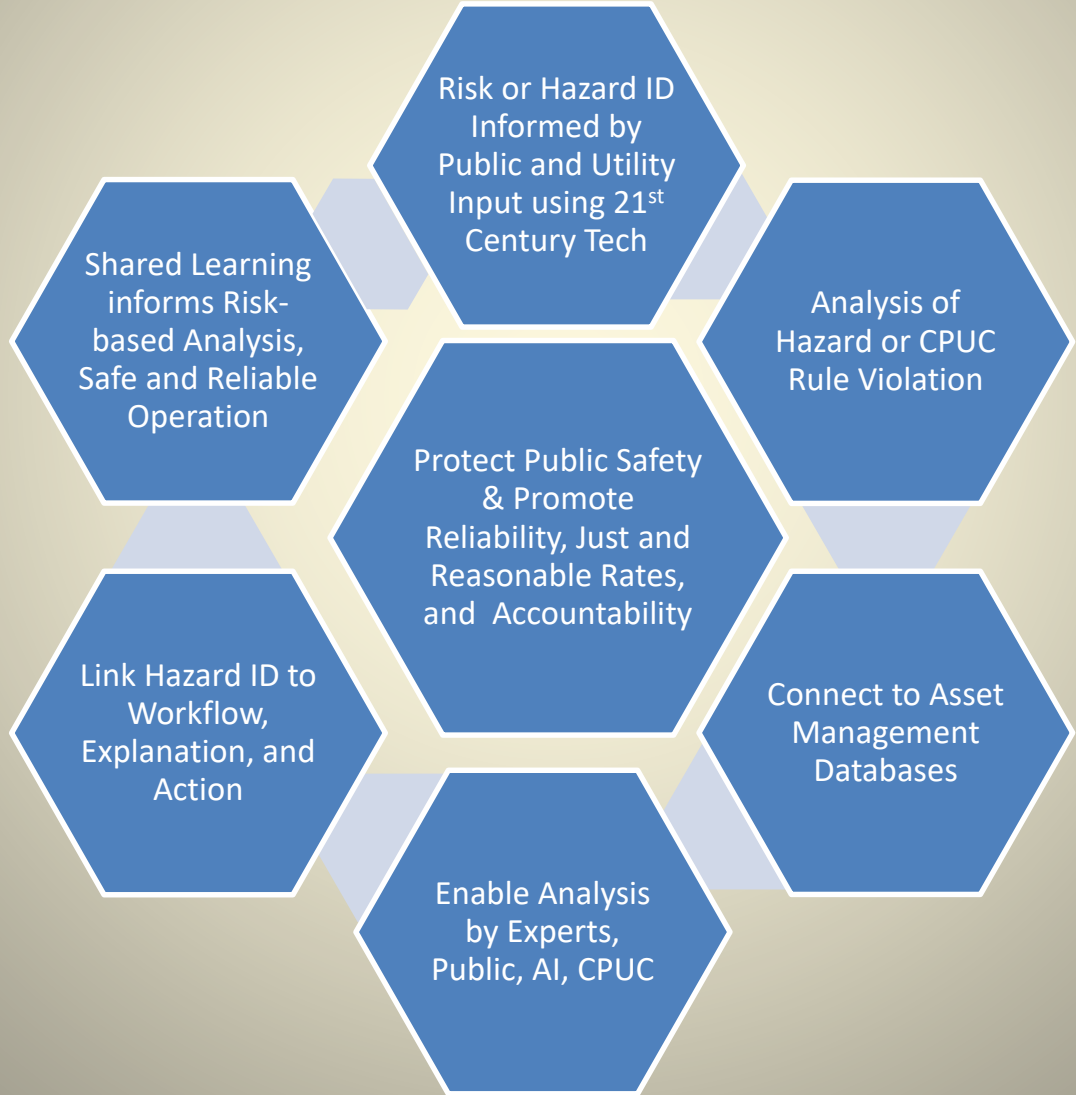 Risk or Hazard ID
Informed by
Public and Utility
Input using 21st
Century Tech
Analysis of
Hazard or CPUC
Rule Violation
Connect to Asset
Management
Databases
Enable Analysis
by Experts,
Public, AI, CPUC
Link Hazard ID to
Workflow,
Explanation, and
Action
Shared Learning
informs Risk-
based Analysis,
Safe and Reliable
Operation
Protect Public Safety
& Promote
Reliability, Just and
Reasonable Rates,
and  Accountability